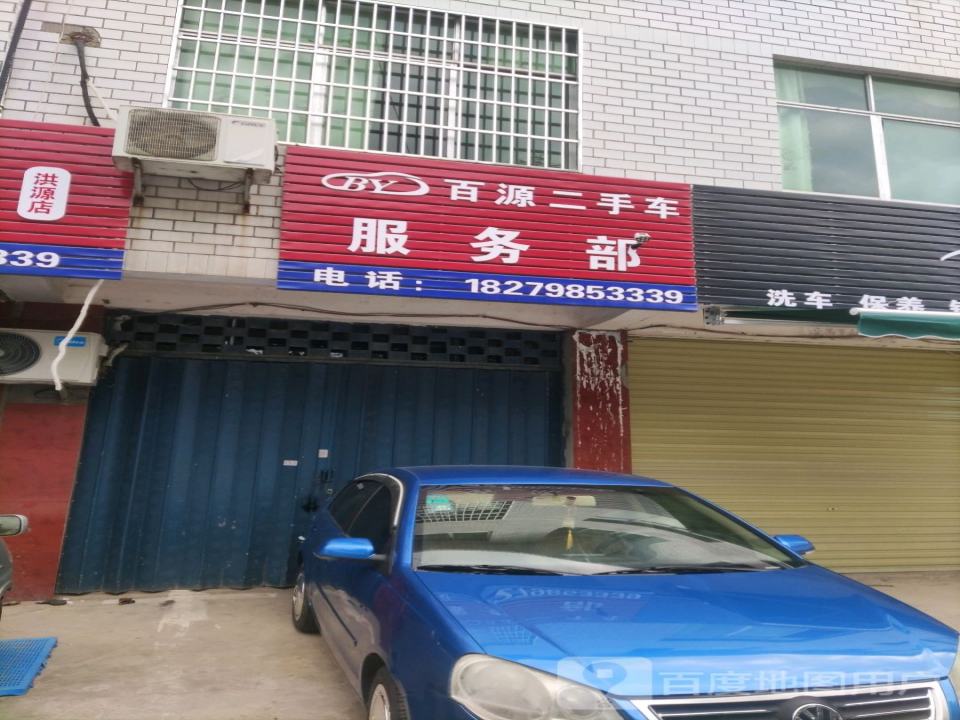 洪源店
339
BY 百源二手车
服务部
电话: 18279853339
洗车 保养
百度地图用户